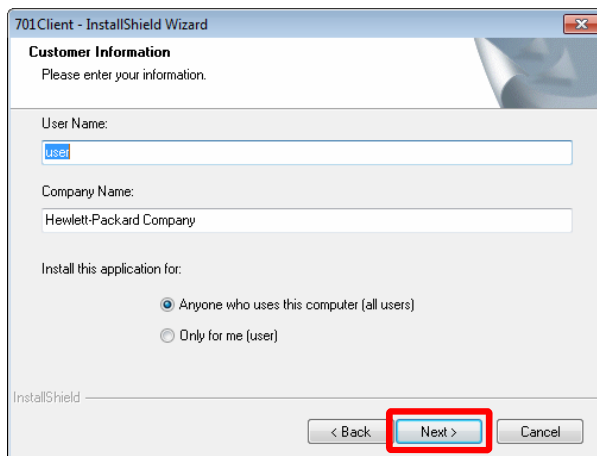 701Client - InstallShield Wizard
Customer Information
Please enter your information.
User Name:
user
Company Name:
Hewlett-Packard Company
Install this application for:
Anyone who uses this computer (all users)
Only for me (user)
InstallShield
< Back Next > Cancel